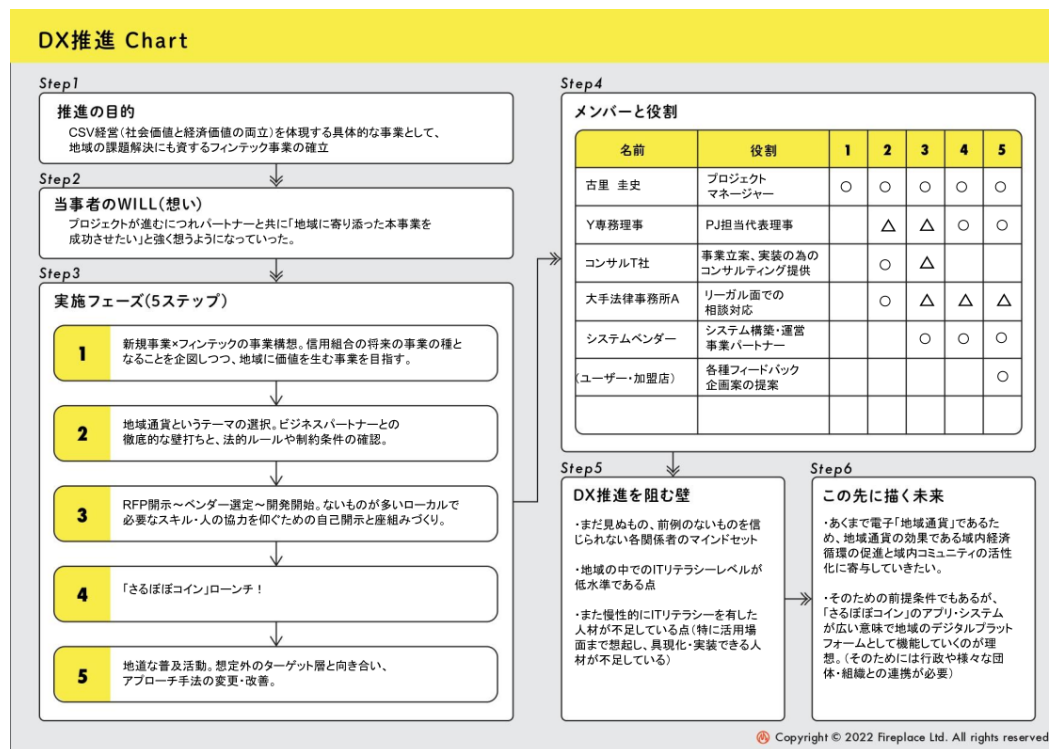 DX推進 Chart
Step1
推進の目的
CSV経営(社会価値と経済価値の両立)を体現する具体的な事業として、
地域の課題解決にも資するフィンテック事業の確立
Step2
当事者のWILL(想い)
プロジェクトが進むにつれパートナーと共に「地域に寄り添った本事業を
成功させたい」と強く想うようになっていった。
Step3
実施フェーズ(5ステップ)
1
新規事業×フィンテックの事業構想。信用組合の将来の事業の種と
なることを企図しつつ、地域に価値を生む事業を目指す。
2
地域通貨というテーマの選択。ビジネスパートナーとの
徹底的な壁打ちと、法的ルールや制約条件の確認。
3
RFP開示〜ベンダー選定〜開発開始。ないものが多いローカルで
必要なスキル・人の協力を仰ぐための自己開示と座組みづくり。
4
「さるぼぼコイン」ローンチ！
5
地道な普及活動。想定外のターゲット層と向き合い、
アプローチ手法の変更・改善。
Step4
メンバーと役割
名前 役割 1 2 3 4 5
古里 圭史 プロジェクト
マネージャー ○ ○ ○ ○ ○
Y専務理事 PJ担当代表理事 △ △ ○ ○
コンサルT社 事業立案、実装の為の
コンサルティング提供 ○ △
大手法律事務所A リーガル面での
相談対応 ○ △ △ △
システムベンダー システム構築・運営
事業パートナー ○ ○ ○
(ユーザー・加盟店) 各種フィードバック
企画案の提案 ○
Step5
DX推進を阻む壁
・まだ見ぬもの、前例のないものを信
じられない各関係者のマインドセット
・地域の中でのITリテラシーレベルが
低水準である点
・また慢性的にITリテラシーを有した
人材が不足している点(特に活用場
面まで想起し、具現化・実装できる人
材が不足している)
Step6
この先に描く未来
・あくまで電子「地域通貨」であるた
め、地域通貨の効果である域内経済
循環の促進と域内コミュニティの活性
化に寄与していきたい。
・そのための前提条件でもあるが、
「さるぼぼコイン」のアプリ・システム
が広い意味で地域のデジタルプラット
フォームとして機能していくのが理
想。(そのためには行政や様々な団
体・組織との連携が必要)
Copyright © 2022 Fireplace Ltd. All rights reserved